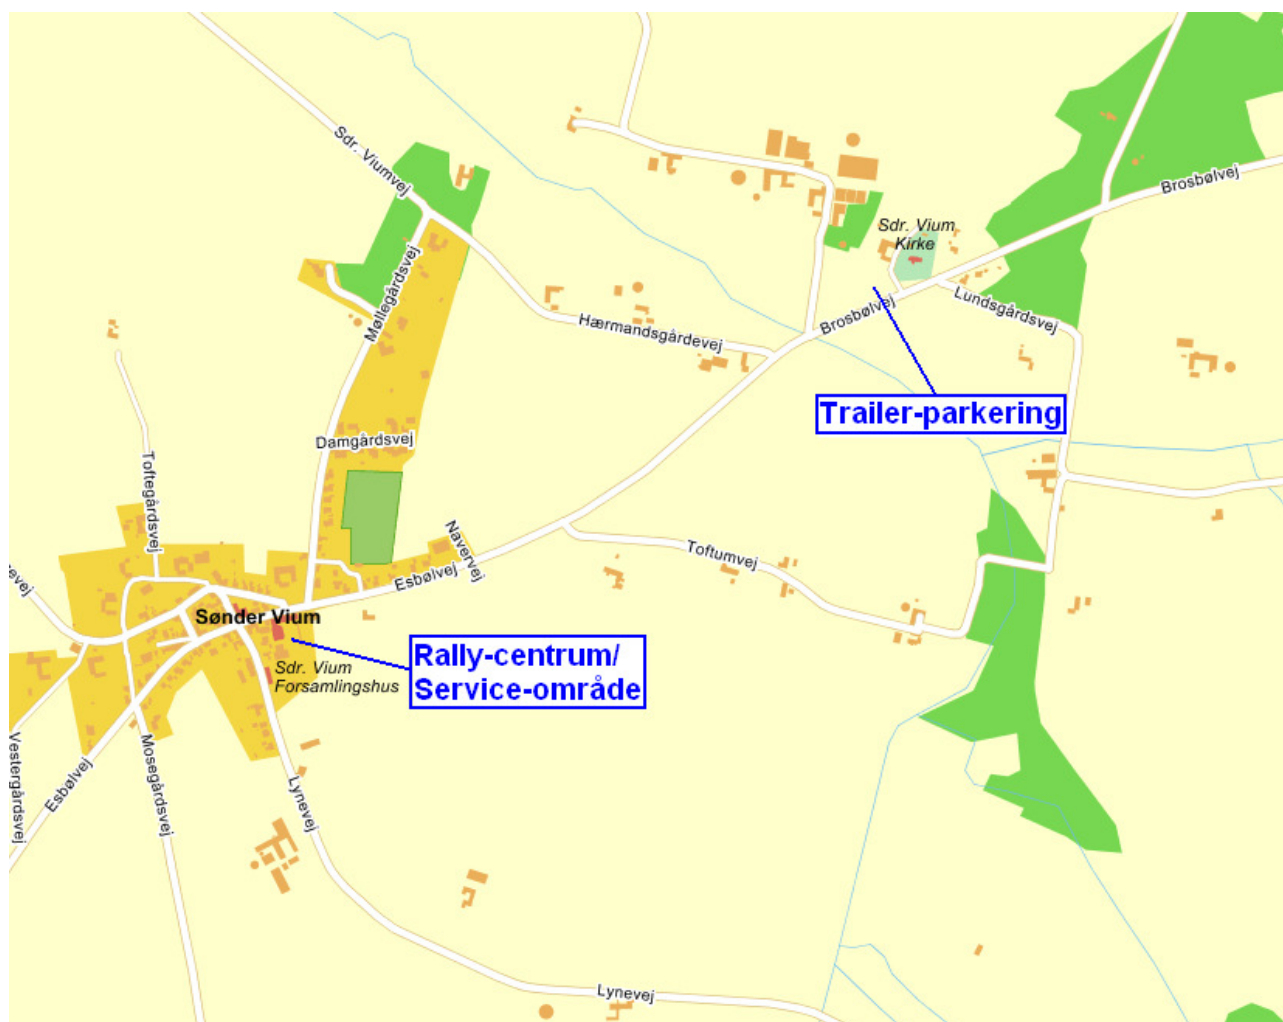 Sdr. Viumvej
Brosbølvej
Sdr. Vium
Kirke
Møllegårdsvej
Hærmandsgårdevej
Brosbølvej
Lundsgårdsvej
Trailer-parkering
Damgårdsvej
Toftegårdsvej
Navervej
Esbølvej
Toftumvej
evej
Sønder Vium
Rally-centrum/
Service-område
Sdr. Vium
Forsamlingshus
Vestergårdsvej
Esbølvej
Mosegårdsvej
Lynevej
Lynevej